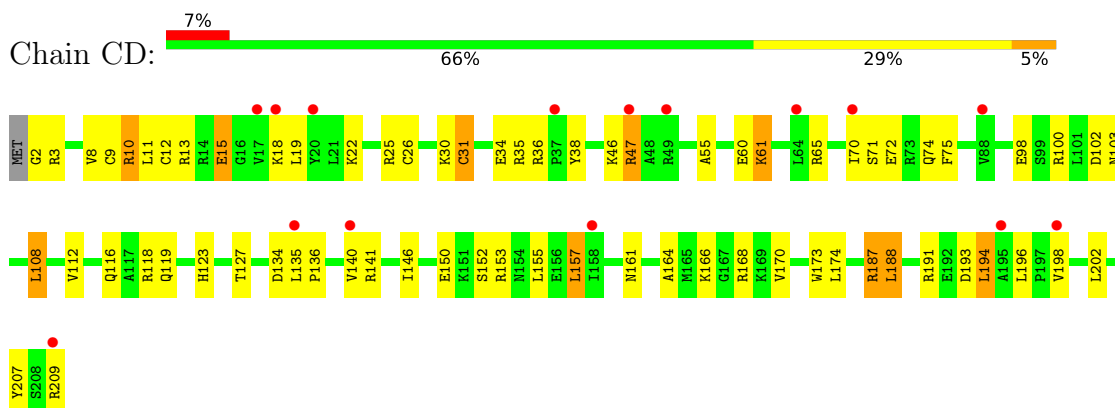 7%
Chain CD:
66% 29% 5%
MET G2 R3 V8 C9 R10 L11 C12 R13 R14 E15 G16 V17 K18 L19 Y20 L21 K22 R25 C26 K30 C31 E34 R35 R36 P37 Y38 K46 R47 A48 R49 A55 E60 K61 L64 R65 I70 S71 E72 R73 Q74 F75 V88 E98 S99 R100 L101 D102 N103
L108 V112 Q116 A117 R118 Q119 H123 T127 D134 L135 P136 V140 R141 I146 E150 K151 S152 R153 N154 L155 E156 L157 I158 N161 A164 M165 K166 G167 R168 K169 V170 W173 L174 R187 L188 R191 E192 D193 L194 A195 L196 P197 V198 L202
Y207 S208 R209